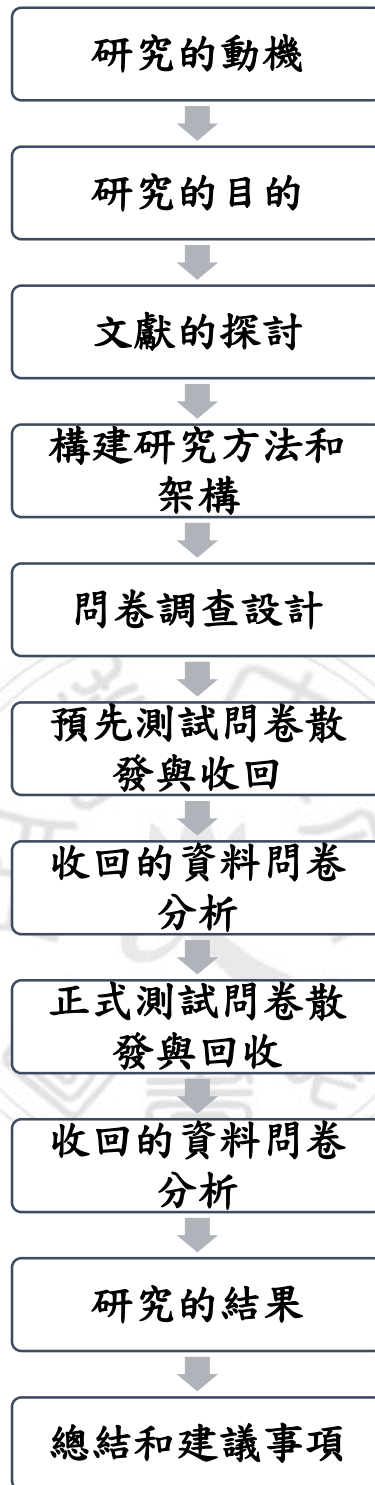 研究的動機
研究的目的
文獻的探討
構建研究方法和
架構
問卷調查設計
預先測試問卷散
發與收回
收回的資料問卷
分析
正式測試問卷散
發與回收
收回的資料問卷
分析
研究的結果
總結和建議事項